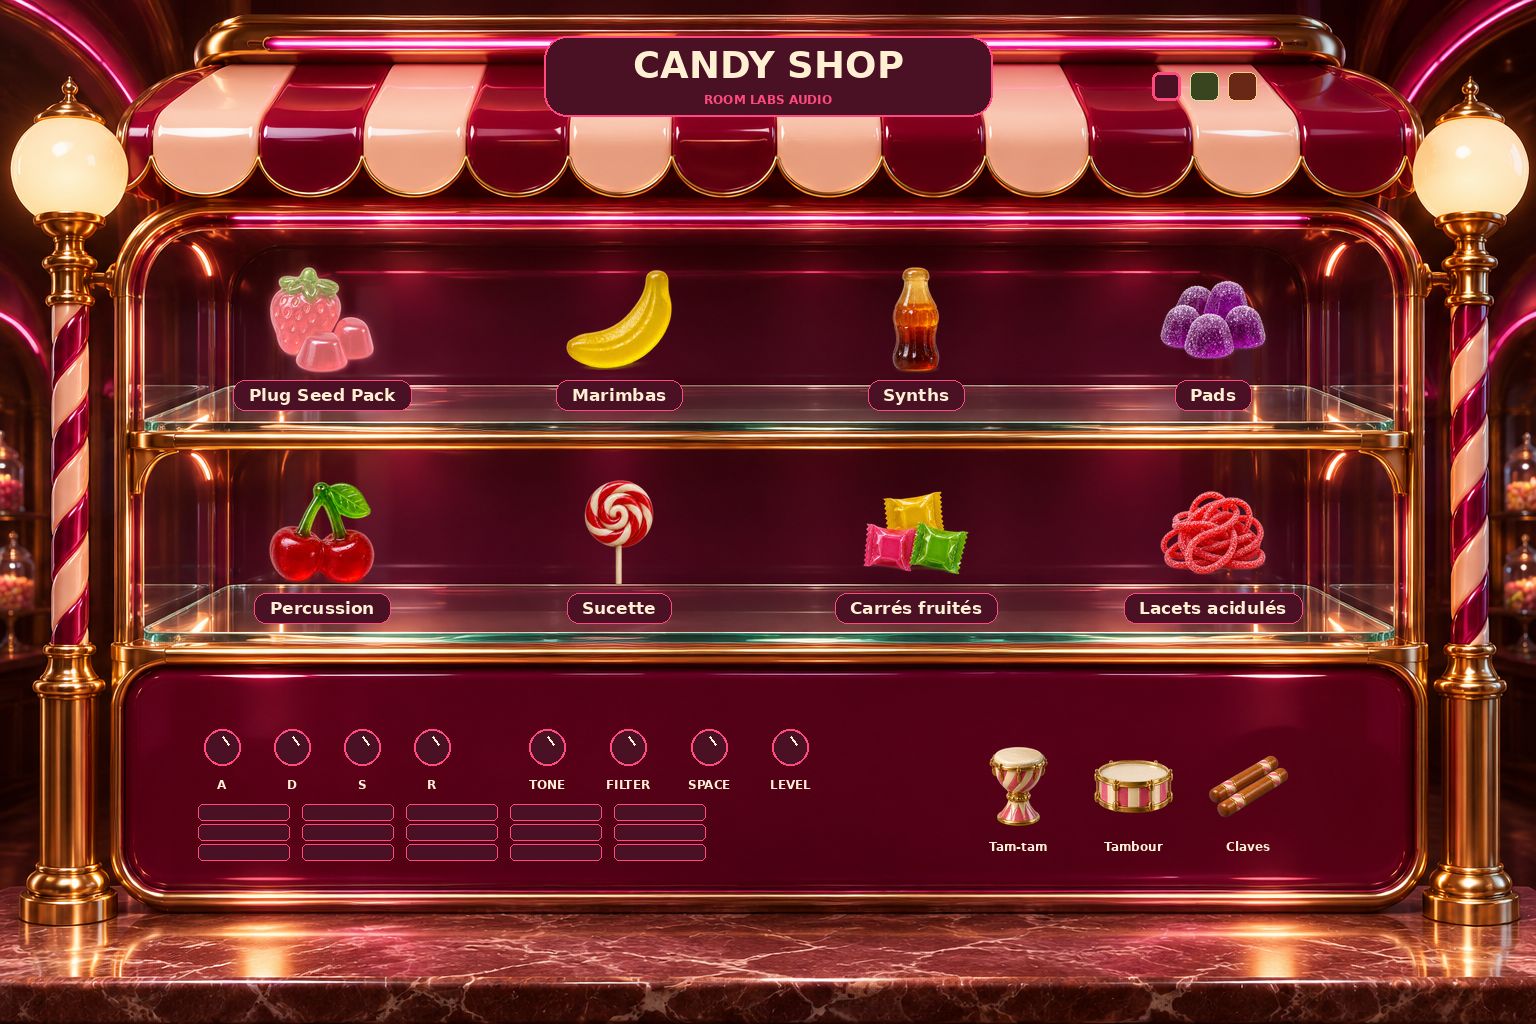 CANDY SHOP
ROOM LABS AUDIO
Plug Seed Pack
Marimbas
Synths
Pads
Percussion
Sucette
Carrés fruités
Lacets acidulés
A
D
S
R
TONE
FILTER
SPACE
LEVEL
Tam-tam
Tambour
Claves